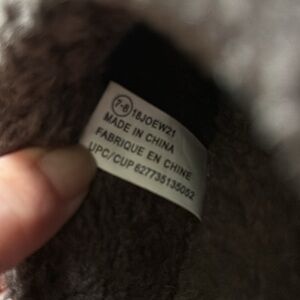 7-8 18JOEW21
MADE IN CHINA
FABRIQUE EN CHINE
UPC/CUP 627735135052